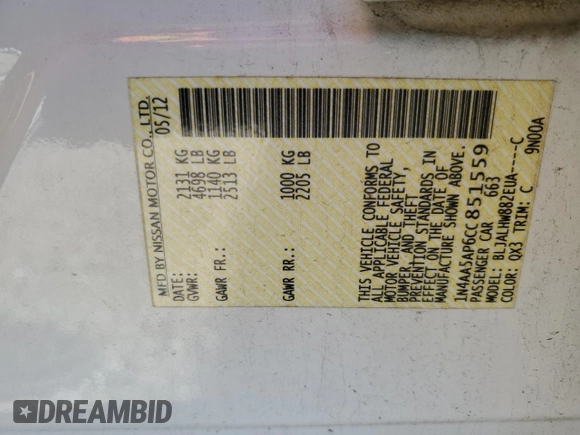 MFD BY NISSAN MOTOR CO., LTD.
DATE: 05/12
GVWR: 2131 KG
4698 LB
GAWR FR.: 1140 KG
2513 LB
GAWR RR.: 1000 KG
2205 LB
THIS VEHICLE CONFORMS TO
ALL APPLICABLE FEDERAL
MOTOR VEHICLE SAFETY,
BUMPER, AND THEFT
PREVENTION STANDARDS IN
EFFECT ON THE DATE OF
MANUFACTURE SHOWN ABOVE.
1N4AA5AP6CC851559
PASSENGER CAR 663
MODEL: BLJALHW882EUA-----C
COLOR: QX3 TRIM: C 9N00A
DREAMBID